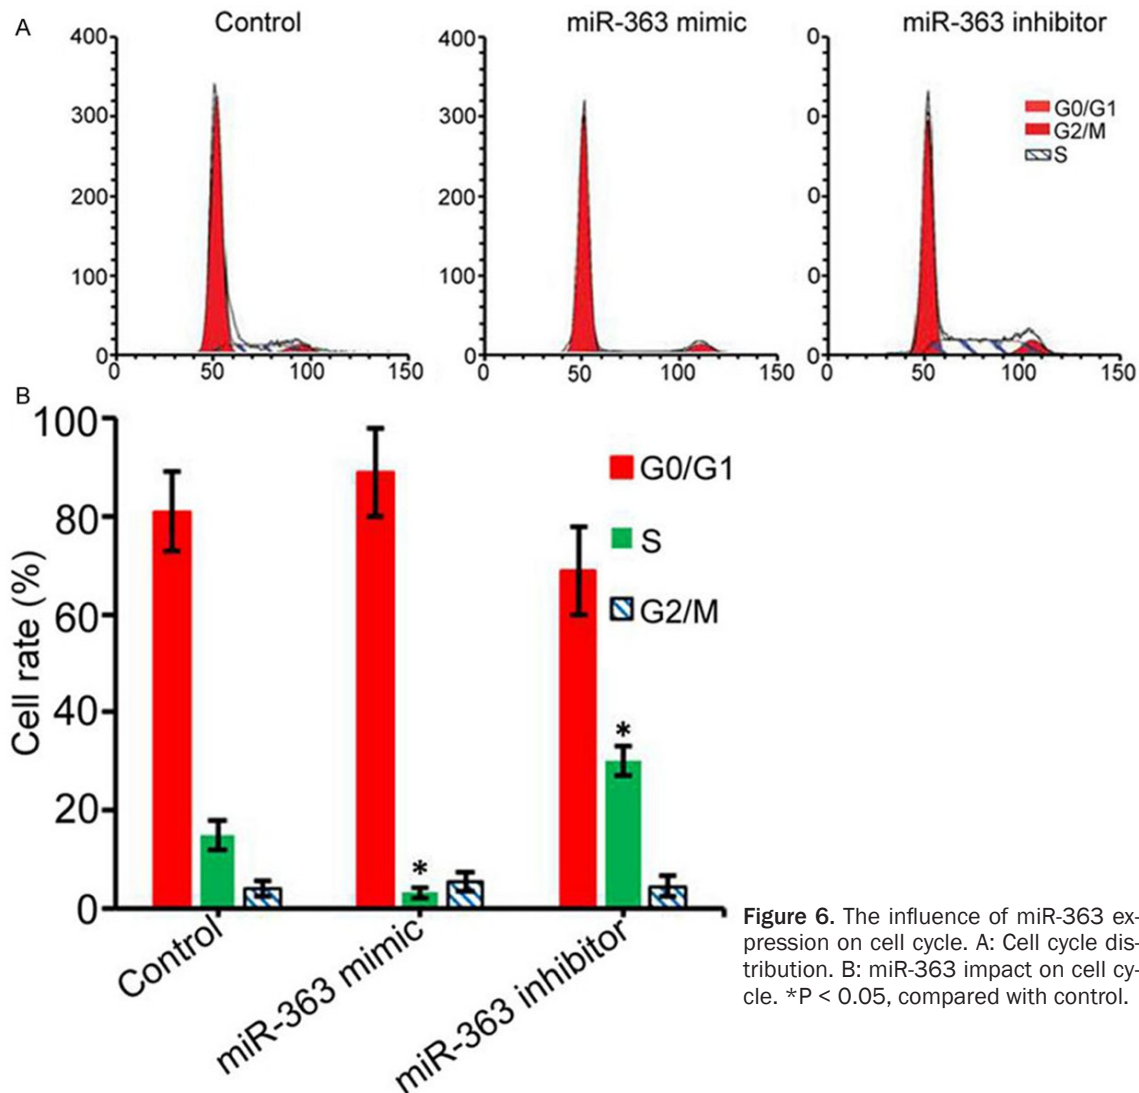 A
Control
miR-363 mimic
miR-363 inhibitor
400
300
200
100
0
0 50 100 150
400
300
200
100
0
0 50 100 150
0
0
0
0
0
0 50 100 150
G0/G1
G2/M
S
B
Cell rate (%)
100
80
60
40
20
0
G0/G1
S
G2/M
*
*
Control
miR-363 mimic
miR-363 inhibitor
Figure 6. The influence of miR-363 ex-
pression on cell cycle. A: Cell cycle dis-
tribution. B: miR-363 impact on cell cy-
cle. *P < 0.05, compared with control.